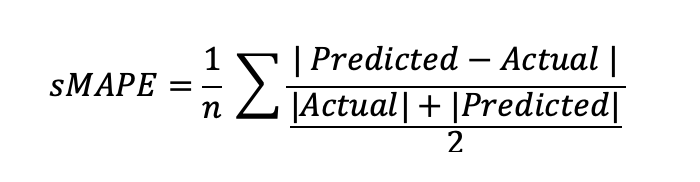 sMAPE = 1/n ∑ | Predicted − Actual | / ((|Actual| + |Predicted|) / 2)